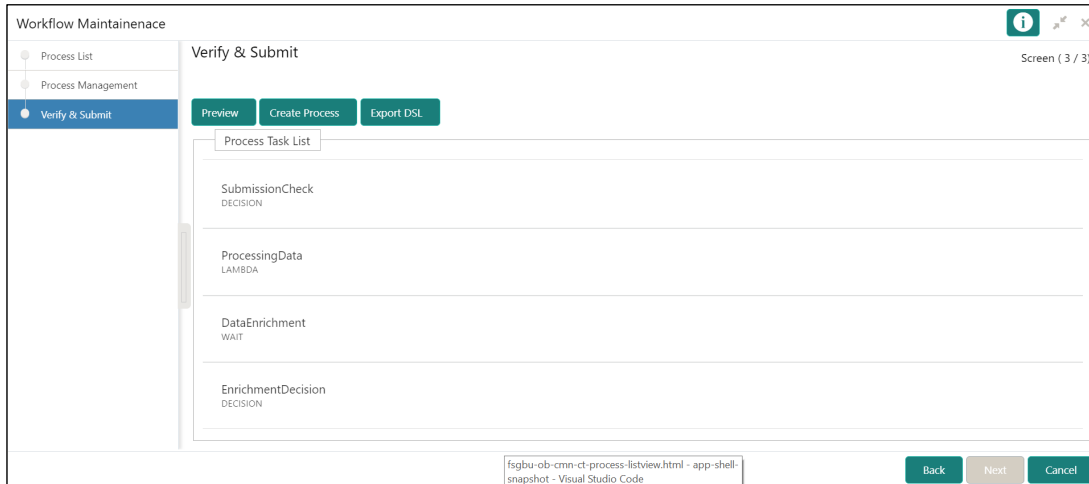 Workflow Maintainenace
Process List
Process Management
Verify & Submit
Verify & Submit
Screen ( 3 / 3)
Preview
Create Process
Export DSL
Process Task List
SubmissionCheck
DECISION
ProcessingData
LAMBDA
DataEnrichment
WAIT
EnrichmentDecision
DECISION
fsgbu-ob-cmn-ct-process-listview.html - app-shell-
snapshot - Visual Studio Code
Back
Next
Cancel